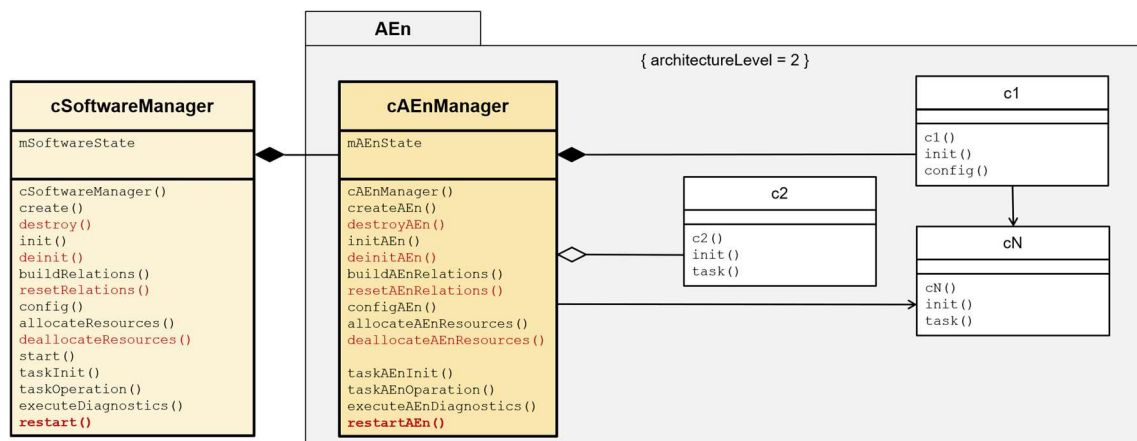 AEn
{ architectureLevel = 2 }
cSoftwareManager
mSoftwareState
cSoftwareManager()
create()
destroy()
init()
deinit()
buildRelations()
resetRelations()
config()
allocateResources()
deallocateResources()
start()
taskInit()
taskOperation()
executeDiagnostics()
restart()
cAEnManager
mAEnState
cAEnManager()
createAEn()
destroyAEn()
initAEn()
deinitAEn()
buildAEnRelations()
resetAEnRelations()
configAEn()
allocateAEnResources()
deallocateAEnResources()
taskAEnInit()
taskAEnOparation()
executeAEnDiagnostics()
restartAEn()
c2
c2()
init()
task()
c1
c1()
init()
config()
cN
cN()
init()
task()